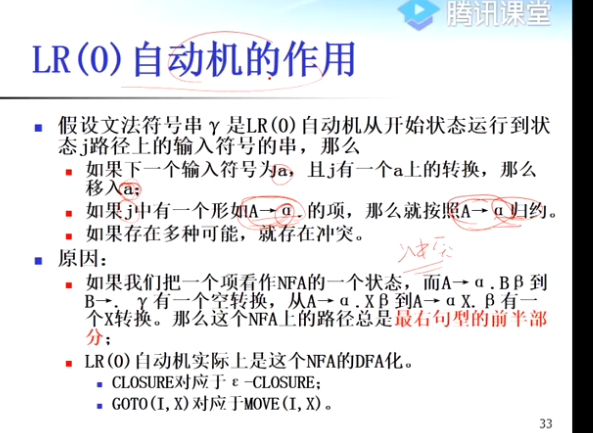 腾讯课堂
LR(0)自动机的作用
假设文法符号串γ是LR(0)自动机从开始状态运行到状
态j路径上的输入符号的串，那么
如果下一个输入符号为a，且j有一个a上的转换，那么
移入a；
如果j中有一个形如A→α.的项，那么就按照A→α归约。
如果存在多种可能，就存在冲突。
原因：
如果我们把一个项看作NFA的一个状态，而A→α.Bβ到
B→.γ有一个空转换，从A→α.Xβ到A→αX.β有一
个X转换。那么这个NFA上的路径总是最右句型的前半部
分；
LR(0)自动机实际上是这个NFA的DFA化。
CLOSURE对应于ε-CLOSURE；
GOTO(I,X)对应于MOVE(I,X)。
33